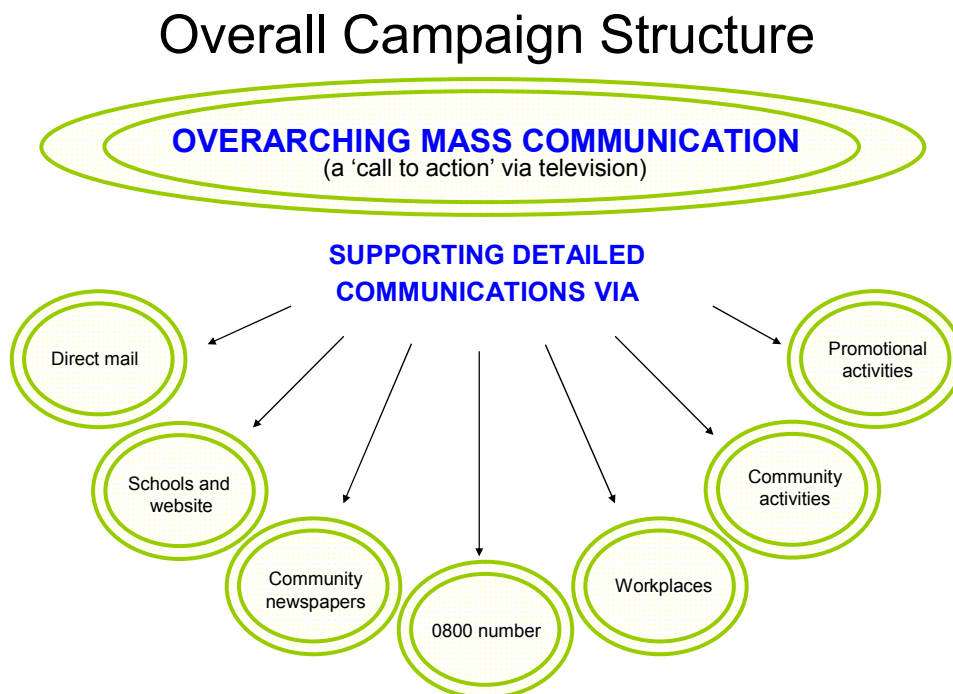 Overall Campaign Structure
OVERARCHING MASS COMMUNICATION
(a ‘call to action’ via television)
SUPPORTING DETAILED
COMMUNICATIONS VIA
Direct mail
Schools and
website
Community
newspapers
0800 number
Workplaces
Community
activities
Promotional
activities